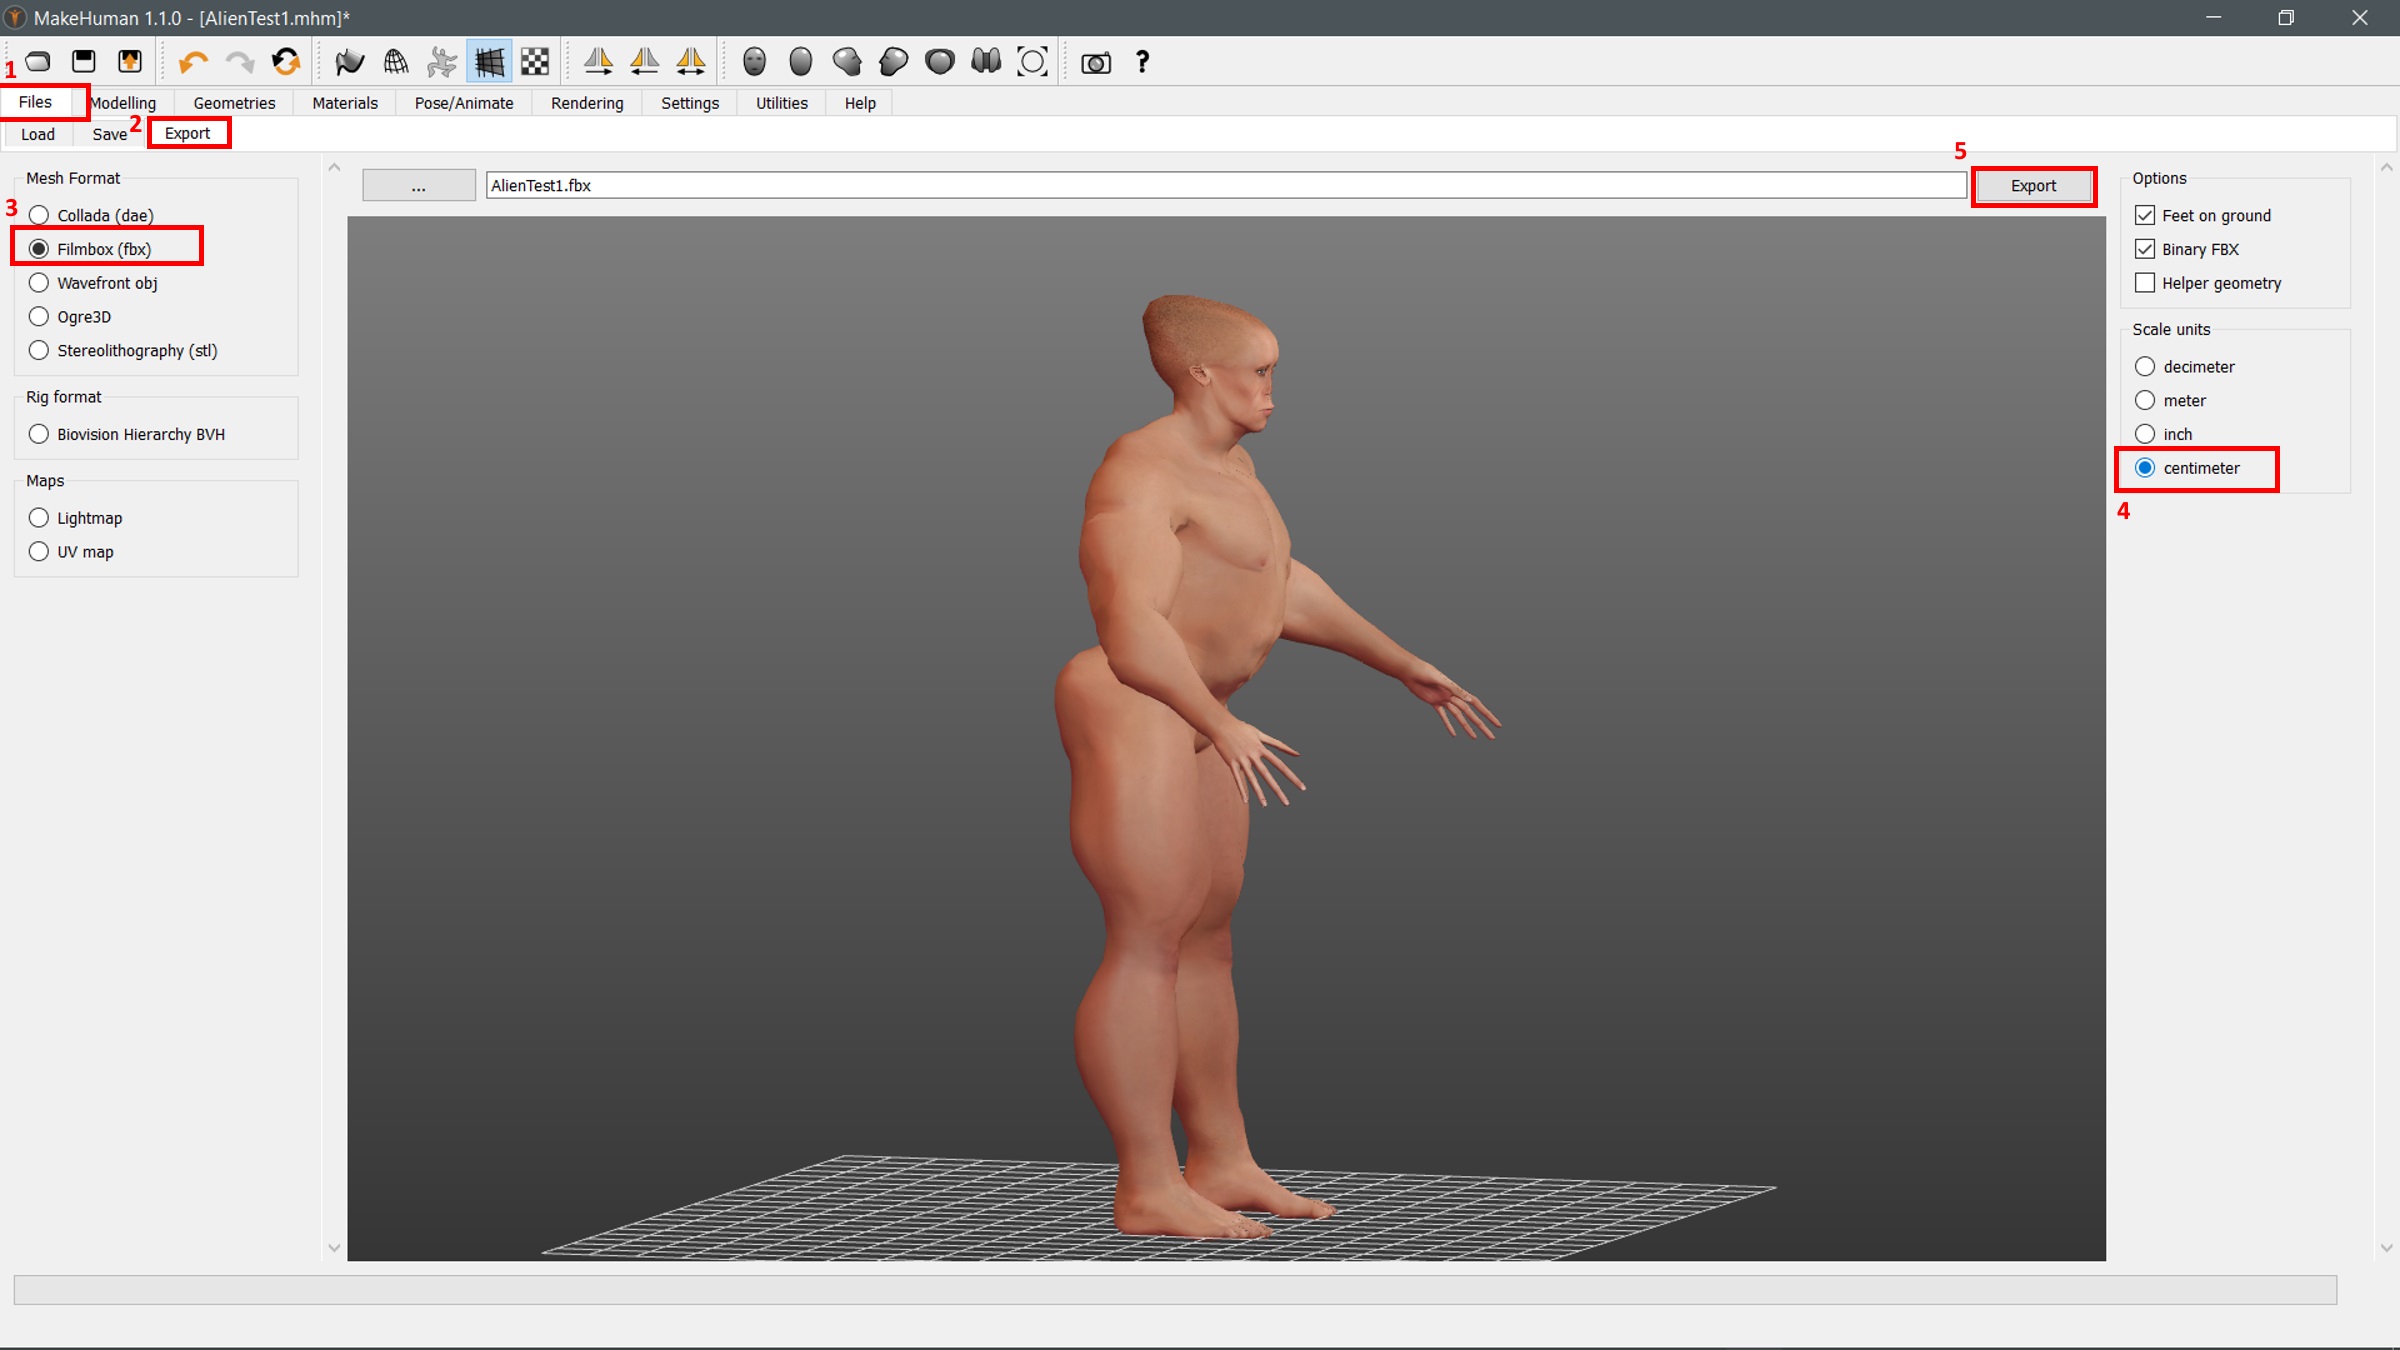 MakeHuman 1.1.0 - [AlienTest1.mhm]*
?
1
Files Modelling Geometries Materials Pose/Animate Rendering Settings Utilities Help
Load Save 2 Export
5
... AlienTest1.fbx Export
Mesh Format
3
Collada (dae)
Filmbox (fbx)
Wavefront obj
Ogre3D
Stereolithography (stl)
Rig format
Biovision Hierarchy BVH
Maps
Lightmap
UV map
Options
Feet on ground
Binary FBX
Helper geometry
Scale units
decimeter
meter
inch
centimeter
4